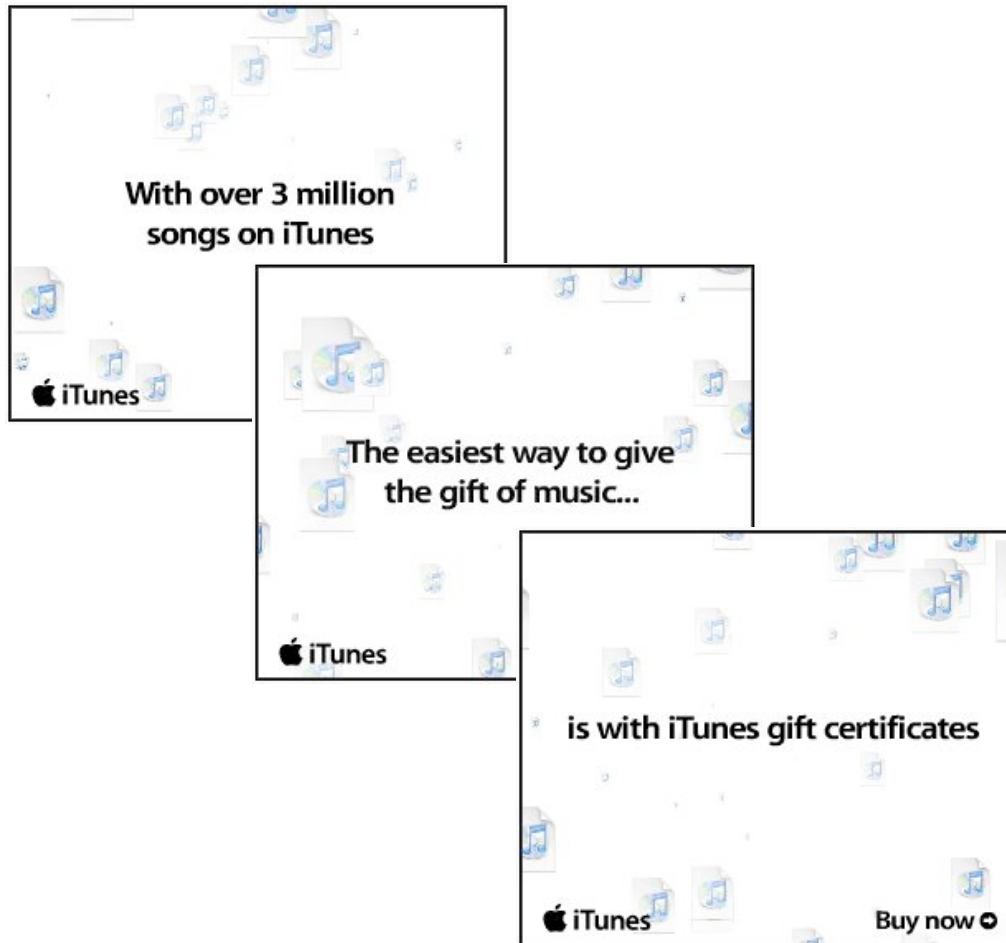 With over 3 million
songs on iTunes
iTunes
The easiest way to give
the gift of music...
iTunes
is with iTunes gift certificates
iTunes
Buy now